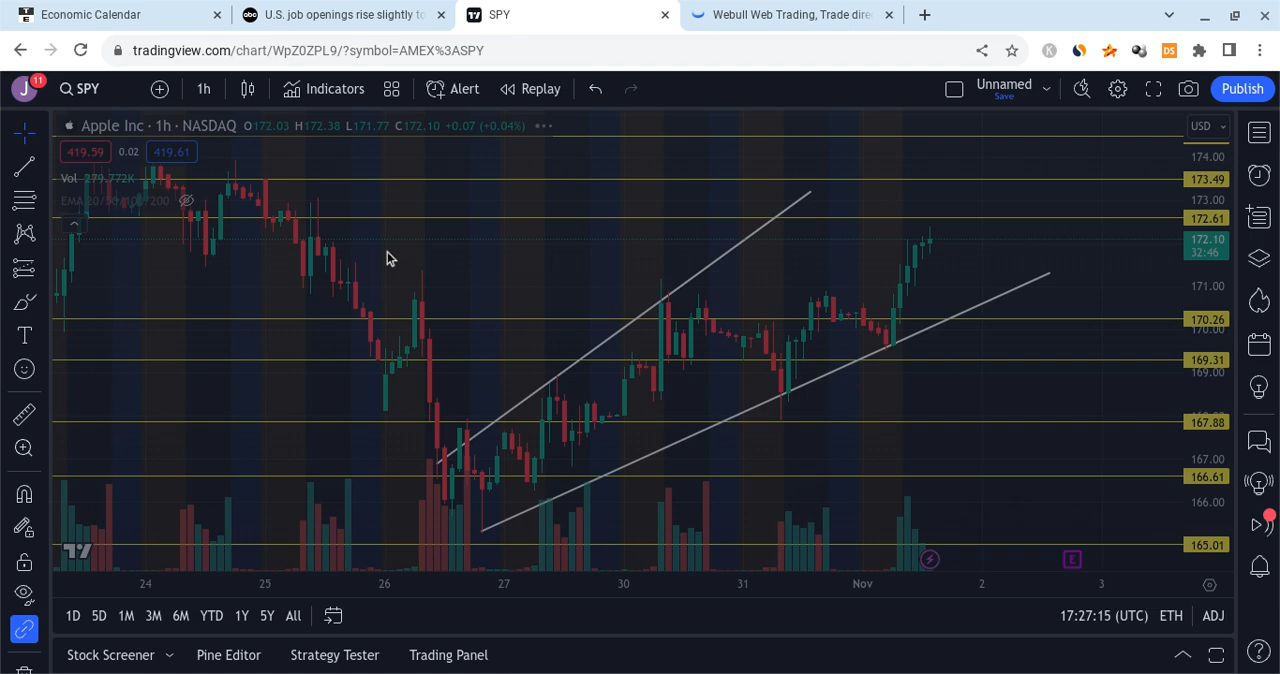 Economic Calendar
U.S. job openings rise slightly to
SPY
Webull Web Trading, Trade dire
tradingview.com/chart/WpZ0ZPL9/?symbol=AMEX%3ASPY
K
DS
J
11
SPY
1h
Indicators
Alert
Replay
Unnamed
Save
Publish
Apple Inc · 1h · NASDAQ O172.03 H172.38 L171.77 C172.10 +0.07 (+0.04%)
USD
419.59 0.02 419.61
Vol 279.772K
174.00
173.49
173.00
172.61
172.10
32:46
171.00
170.26
170.00
169.31
169.00
167.88
167.00
166.61
166.00
165.01
E
24 25 26 27 30 31 Nov 2 3
1D 5D 1M 3M 6M YTD 1Y 5Y All
17:27:15 (UTC) ETH ADJ
Stock Screener Pine Editor Strategy Tester Trading Panel